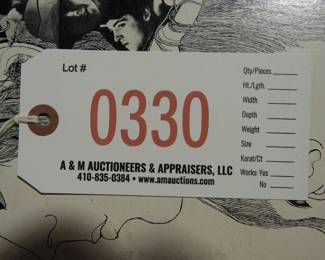 Lot #
0330
A & M AUCTIONEERS & APPRAISERS, LLC
410-835-0384 • www.amauctions.com
Qty/Pieces
Ht./Lgth.
Width
Depth
Weight
Size
Karat/Ct
Works: Yes
No